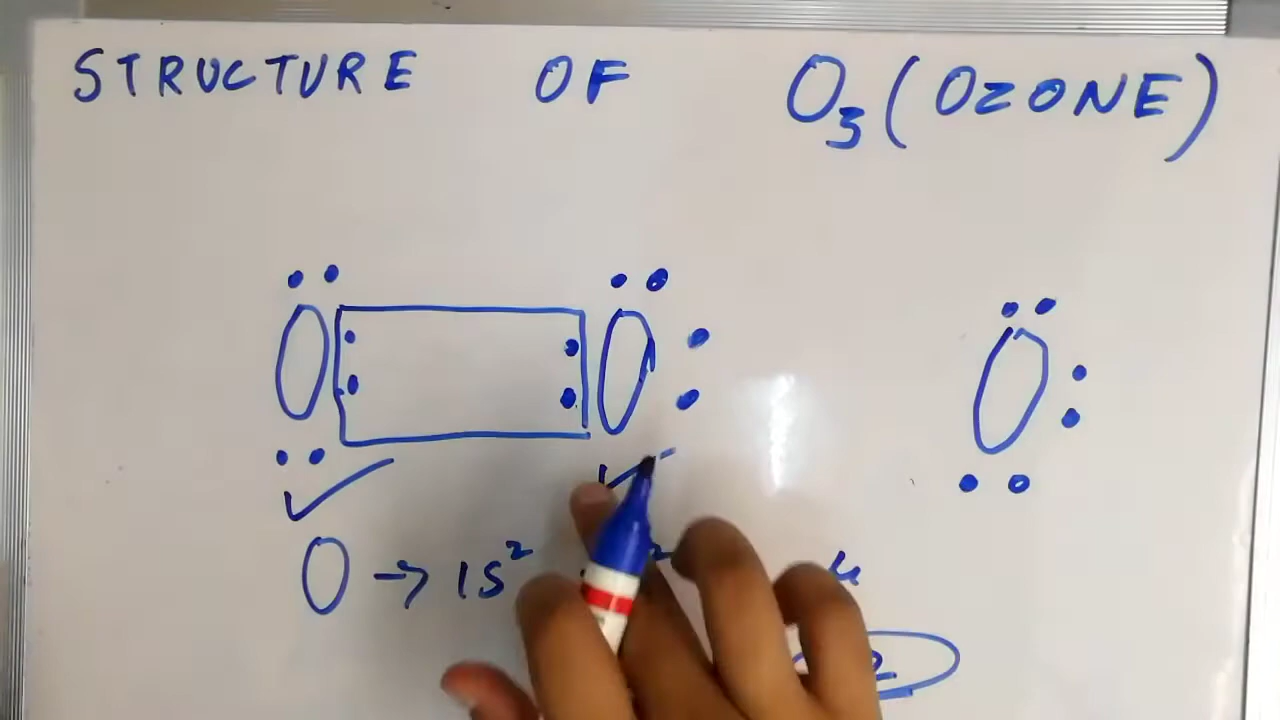 STRUCTURE OF O₃ (OZONE)
O O O
O → 1S²